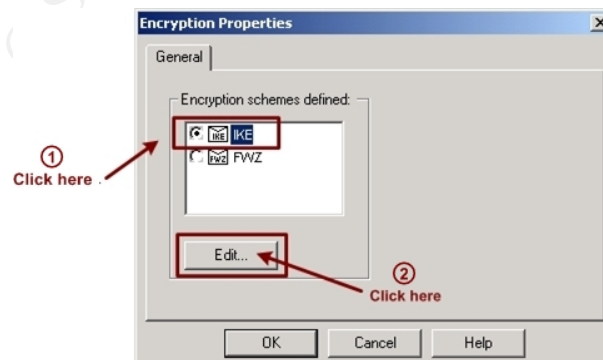 Encryption Properties
General
Encryption schemes defined:
IKE IKE
FWZ FWZ
① Click here .
Edit...
② Click here
OK Cancel Help